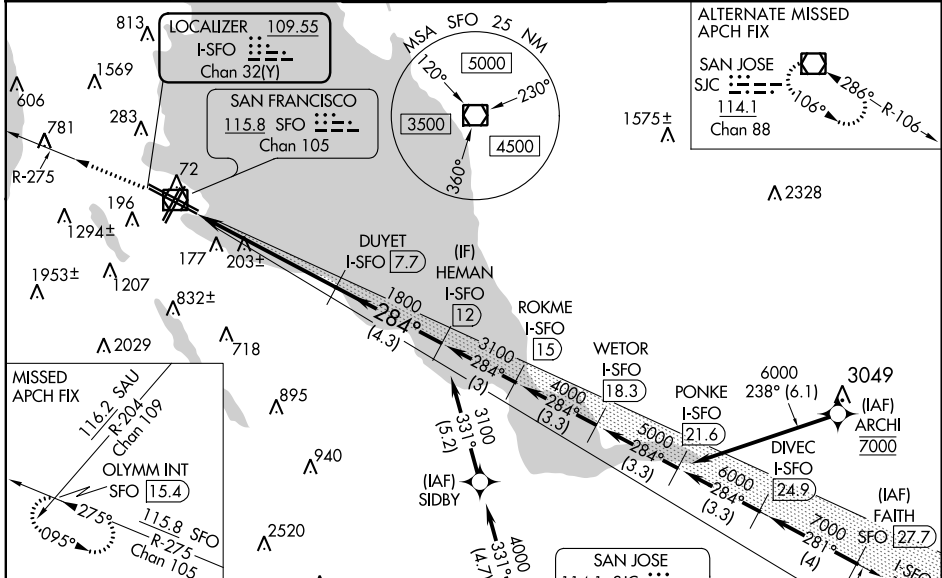 813
LOCALIZER 109.55
I-SFO
Chan 32(Y)
1569
606
283
781
R-275
SAN FRANCISCO
115.8 SFO
Chan 105
72
196
1294±
177
203±
1953±
1207
832±
2029
718
895
940
2520
MSA SFO 25 NM
120°
5000
230°
3500
4500
360°
ALTERNATE MISSED
APCH FIX
SAN JOSE
SJC
114.1
Chan 88
286°
R-106
106°
1575±
2328
DUYET
I-SFO 7.7
(IF)
HEMAN
I-SFO
12
1800
284°
(4.3)
ROKME
I-SFO
15
3100
284°
(3)
WETOR
I-SFO
18.3
4000
284°
(3.3)
PONKE
I-SFO
21.6
5000
284°
(3.3)
6000
238° (6.1)
3049
(IAF)
ARCHI
7000
DIVEC
I-SFO
24.9
6000
284°
(3.3)
(IAF)
FAITH
SFO 27.7
7000
281°
(4)
I-SFO
3100
331°
(5.2)
(IAF)
SIDBY
4000
331°
(4.7)
MISSED
APCH FIX
116.2 SAU
R-204
Chan 109
OLYMM INT
SFO 15.4
275°
095°
115.8 SFO
R-275
Chan 105
SAN JOSE